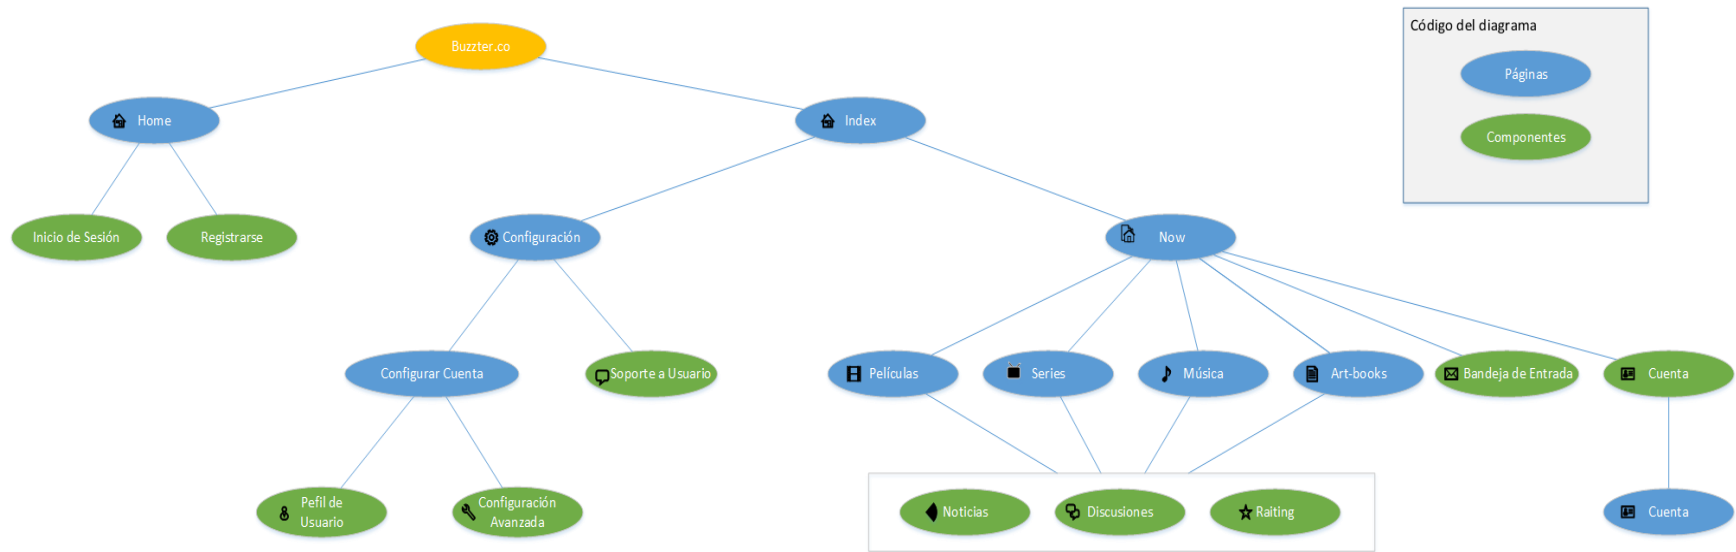 Código del diagrama
Buzzter.co
Páginas
Home
Index
Componentes
Inicio de Sesión
Registrarse
Configuración
Now
Configurar Cuenta
Soporte a Usuario
Películas
Series
Música
Art-books
Bandeja de Entrada
Cuenta
Pefil de
Usuario
Configuración
Avanzada
Noticias
Discusiones
Raiting
Cuenta